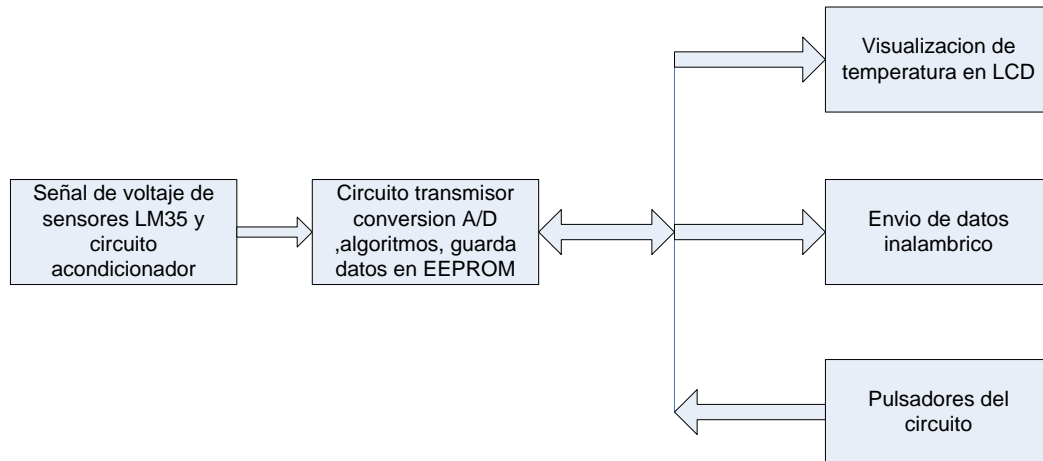 Visualizacion de
temperatura en LCD
Señal de voltaje de
sensores LM35 y
circuito
acondicionador
Circuito transmisor
conversion A/D
,algoritmos, guarda
datos en EEPROM
Envio de datos
inalambrico
Pulsadores del
circuito